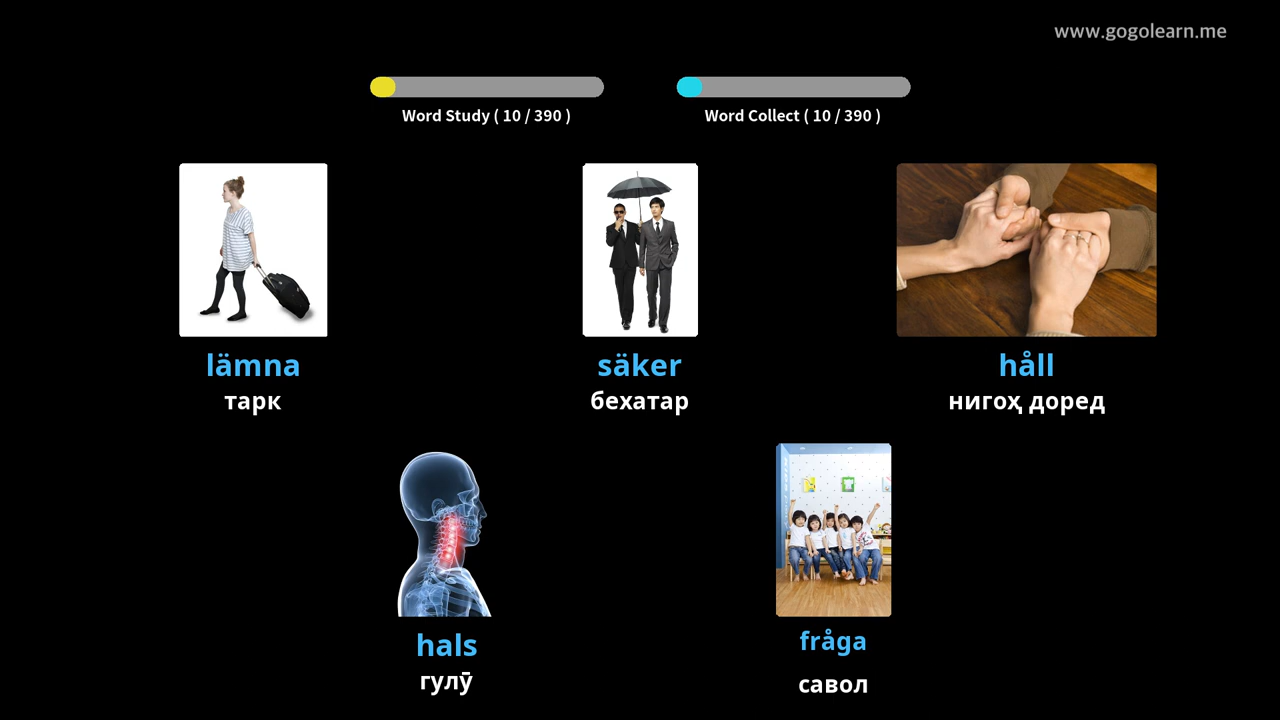 www.gogolearn.me
Word Study ( 10 / 390 )
Word Collect ( 10 / 390 )
lämna
тарк
säker
бехатар
håll
нигоҳ доред
hals
гулӯ
fråga
савол